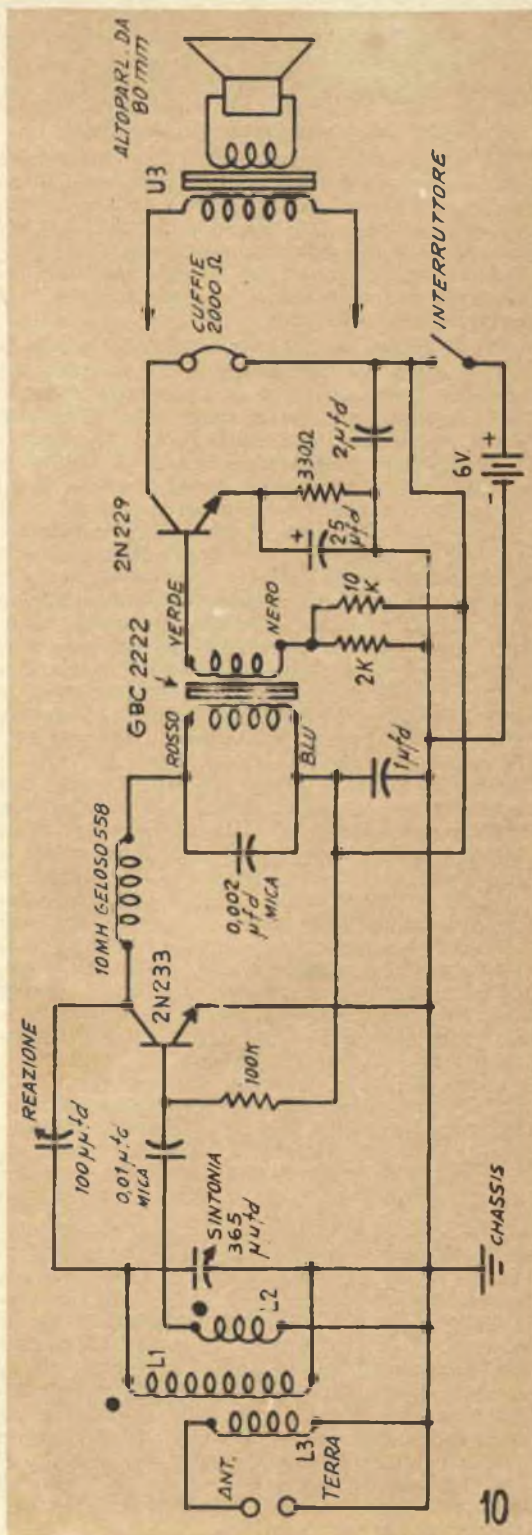 ALTOPARL. DA
80 mm
U3
CUFFIE
2000 Ω
INTERRUTTORE
2N229
330Ω
2µfd
+
25
µfd
6V
+
-
GBC 2222
VERDE
NERO
10
K
2K
ROSSO
BLU
1µfd
10MH GELOSO 558
0,002
µfd
MICA
2N233
REAZIONE
100µµfd
0,01µfd
MICA
100K
SINTONIA
365
µµfd
L1
L2
L3
ANT.
TERRA
CHASSIS
10